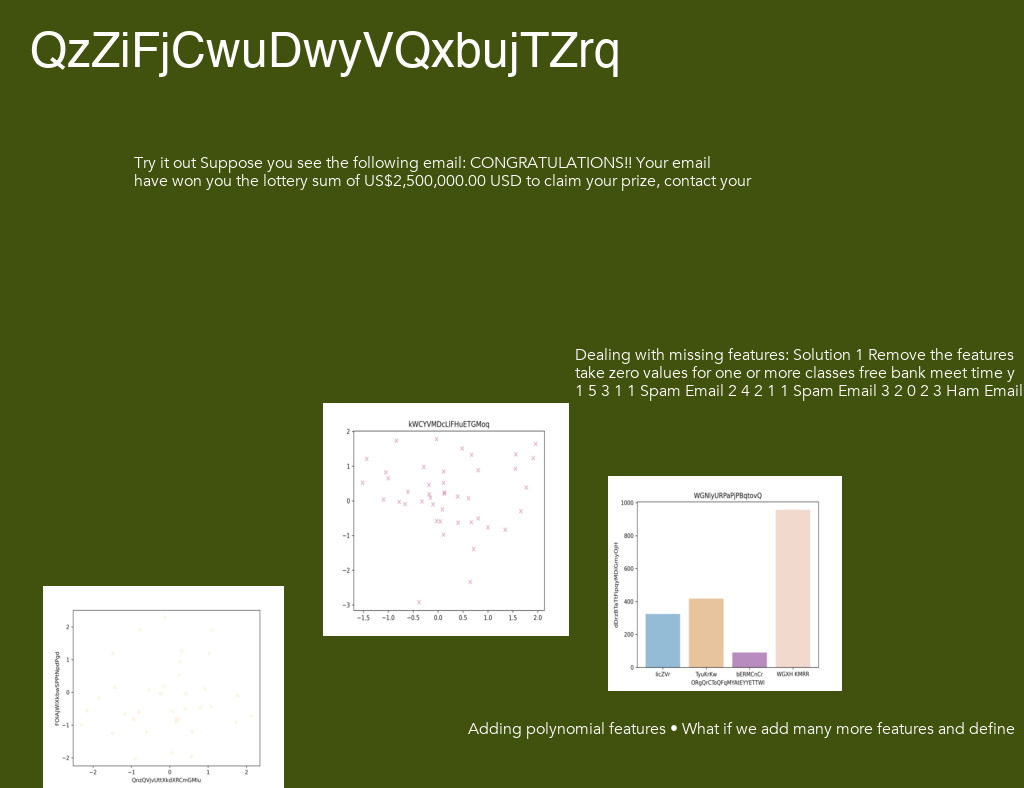 QzZiFjCwuDwyVQxbujTZrq
Try it out Suppose you see the following email: CONGRATULATIONS!! Your email
have won you the lottery sum of US$2,500,000.00 USD to claim your prize, contact your
Dealing with missing features: Solution 1 Remove the features
take zero values for one or more classes free bank meet time y
1 5 3 1 1 Spam Email 2 4 2 1 1 Spam Email 3 2 0 2 3 Ham Email
2
1
0
−1
−2
−3
−1.5 −1.0 −0.5 0.0 0.5 1.0 1.5 2.0
1000
800
600
400
200
0
IicZVr TyuKrKw bERMCnCr WGXH KMRR
2
1
0
−1
−2
−2 −1 0 1 2
Adding polynomial features • What if we add many more features and define